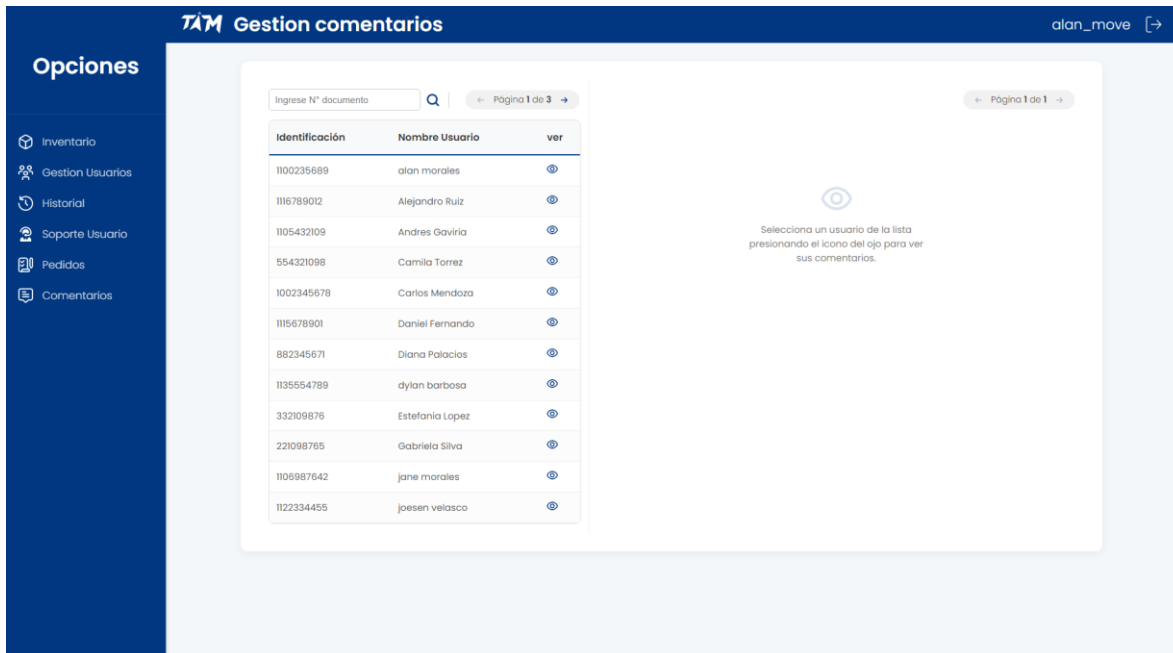 TAM Gestion comentarios
alan_move
Opciones
Inventario
Gestion Usuarios
Historial
Soporte Usuario
Pedidos
Comentarios
Ingrese N° documento
← Página 1 de 3 →
Identificación Nombre Usuario ver
1100235689 alan morales
1116789012 Alejandro Ruiz
1105432109 Andres Gaviria
554321098 Camila Torrez
1002345678 Carlos Mendoza
1115678901 Daniel Fernando
882345671 Diana Palacios
1135554789 dylan barbosa
332109876 Estefania Lopez
221098765 Gabriela Silva
1106987642 jane morales
1122334455 joesen velasco
← Página 1 de 1 →
Selecciona un usuario de la lista
presionando el icono del ojo para ver
sus comentarios.